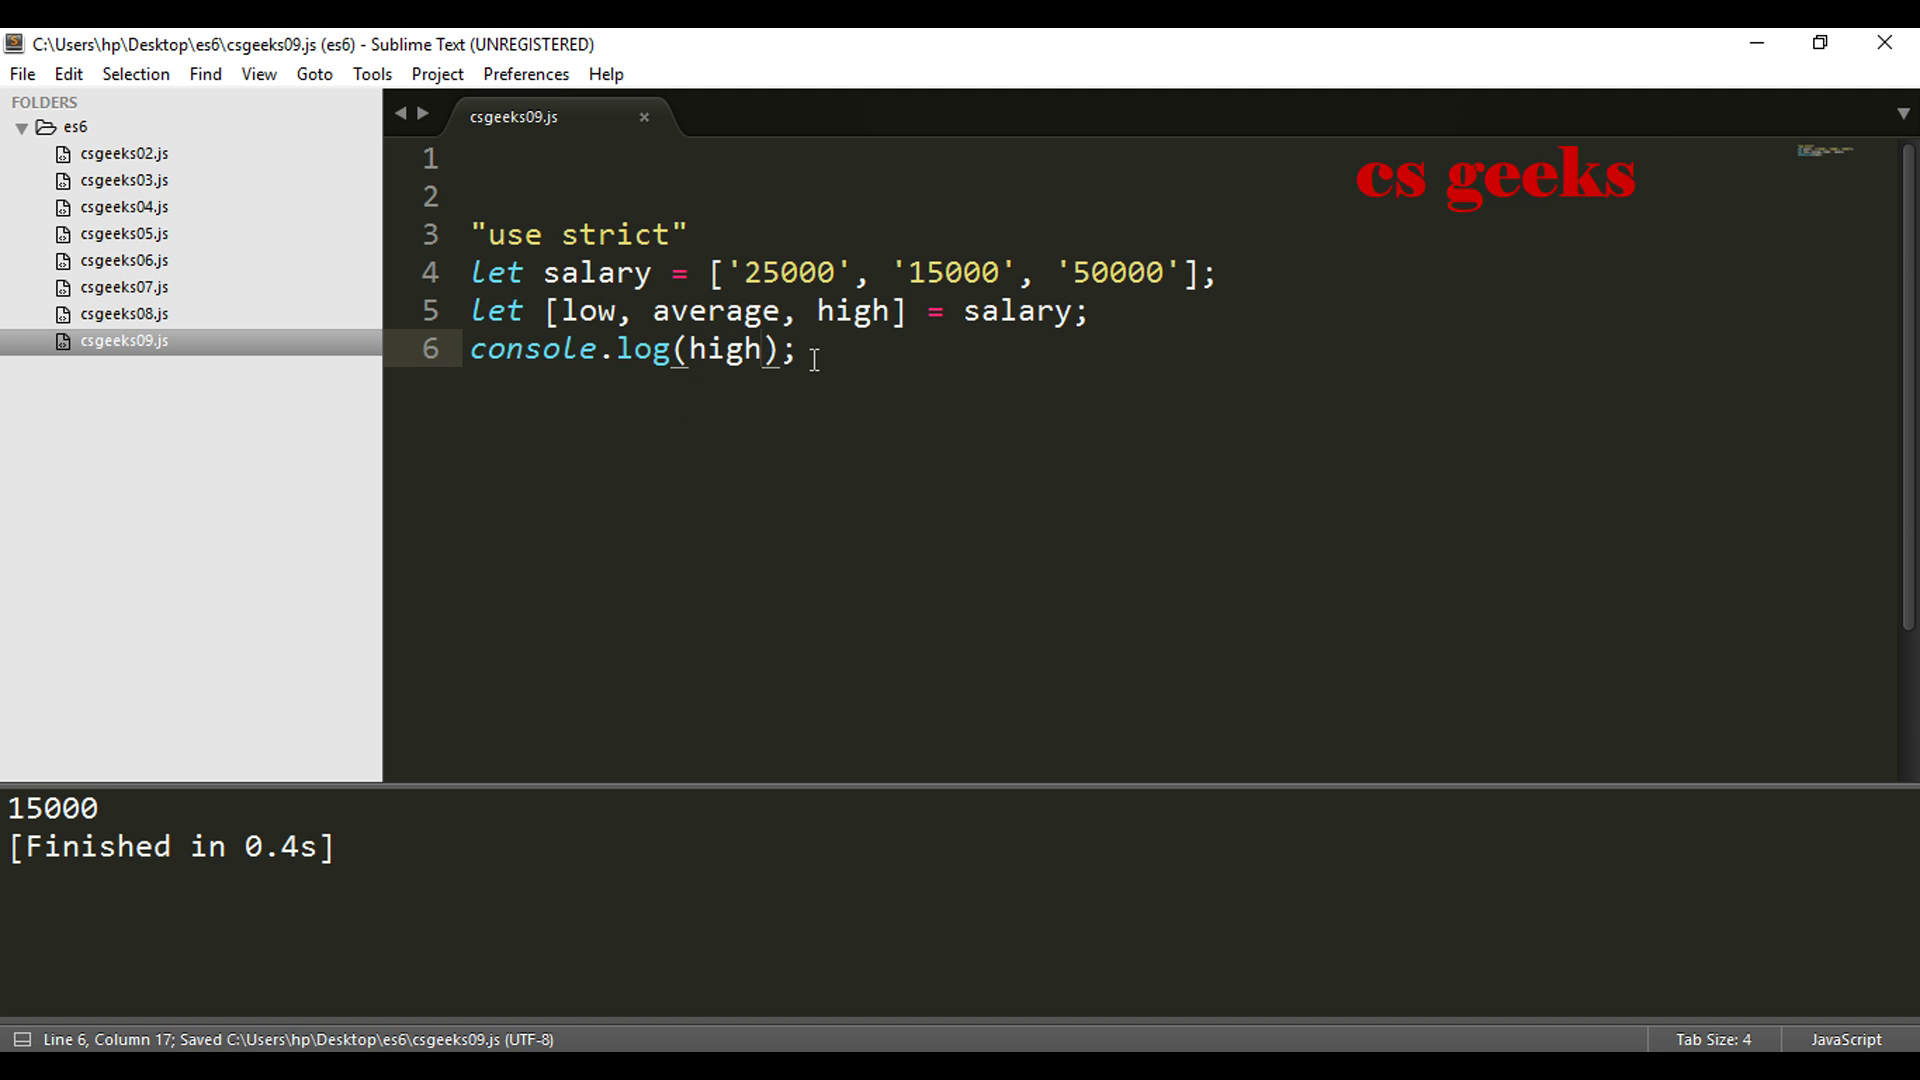 C:\Users\hp\Desktop\es6\csgeeks09.js (es6) - Sublime Text (UNREGISTERED)
File Edit Selection Find View Goto Tools Project Preferences Help
FOLDERS
es6
csgeeks02.js
csgeeks03.js
csgeeks04.js
csgeeks05.js
csgeeks06.js
csgeeks07.js
csgeeks08.js
csgeeks09.js
csgeeks09.js
cs geeks
1
2
3 "use strict"
4 let salary = ['25000', '15000', '50000'];
5 let [low, average, high] = salary;
6 console.log(high);
15000
[Finished in 0.4s]
Line 6, Column 17; Saved C:\Users\hp\Desktop\es6\csgeeks09.js (UTF-8) Tab Size: 4 JavaScript